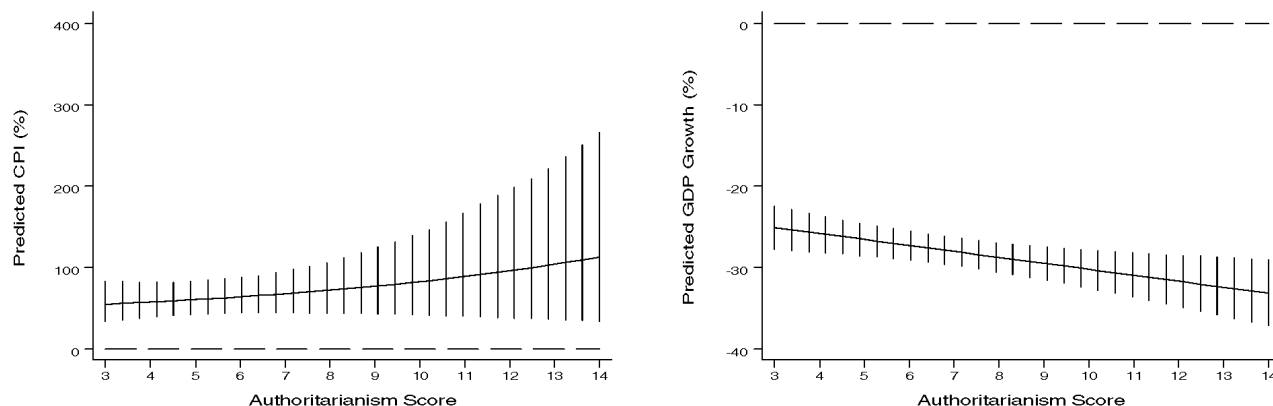 Predicted CPI (%)
400
300
200
100
0
3 4 5 6 7 8 9 10 11 12 13 14
Authoritarianism Score
Predicted GDP Growth (%)
0
-10
-20
-30
-40
3 4 5 6 7 8 9 10 11 12 13 14
Authoritarianism Score